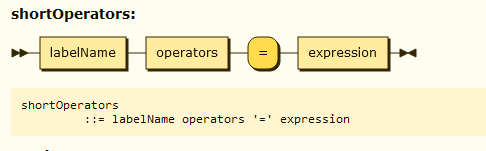 shortOperators:
labelName operators = expression
shortOperators
::= labelName operators '=' expression